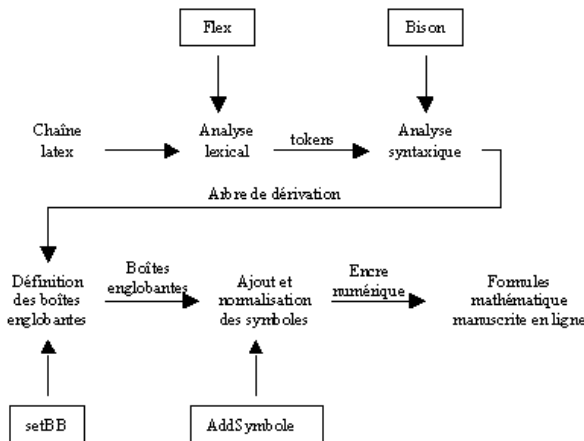 Flex
Bison
Chaîne
latex
Analyse
lexical
tokens
Analyse
syntaxique
Arbre de dérivation
Définition
des boîtes
englobantes
Boîtes
englobantes
Ajout et
normalisation
des symboles
Encre
numérique
Formules
mathématique
manuscrite en ligne
setBB
AddSymbole